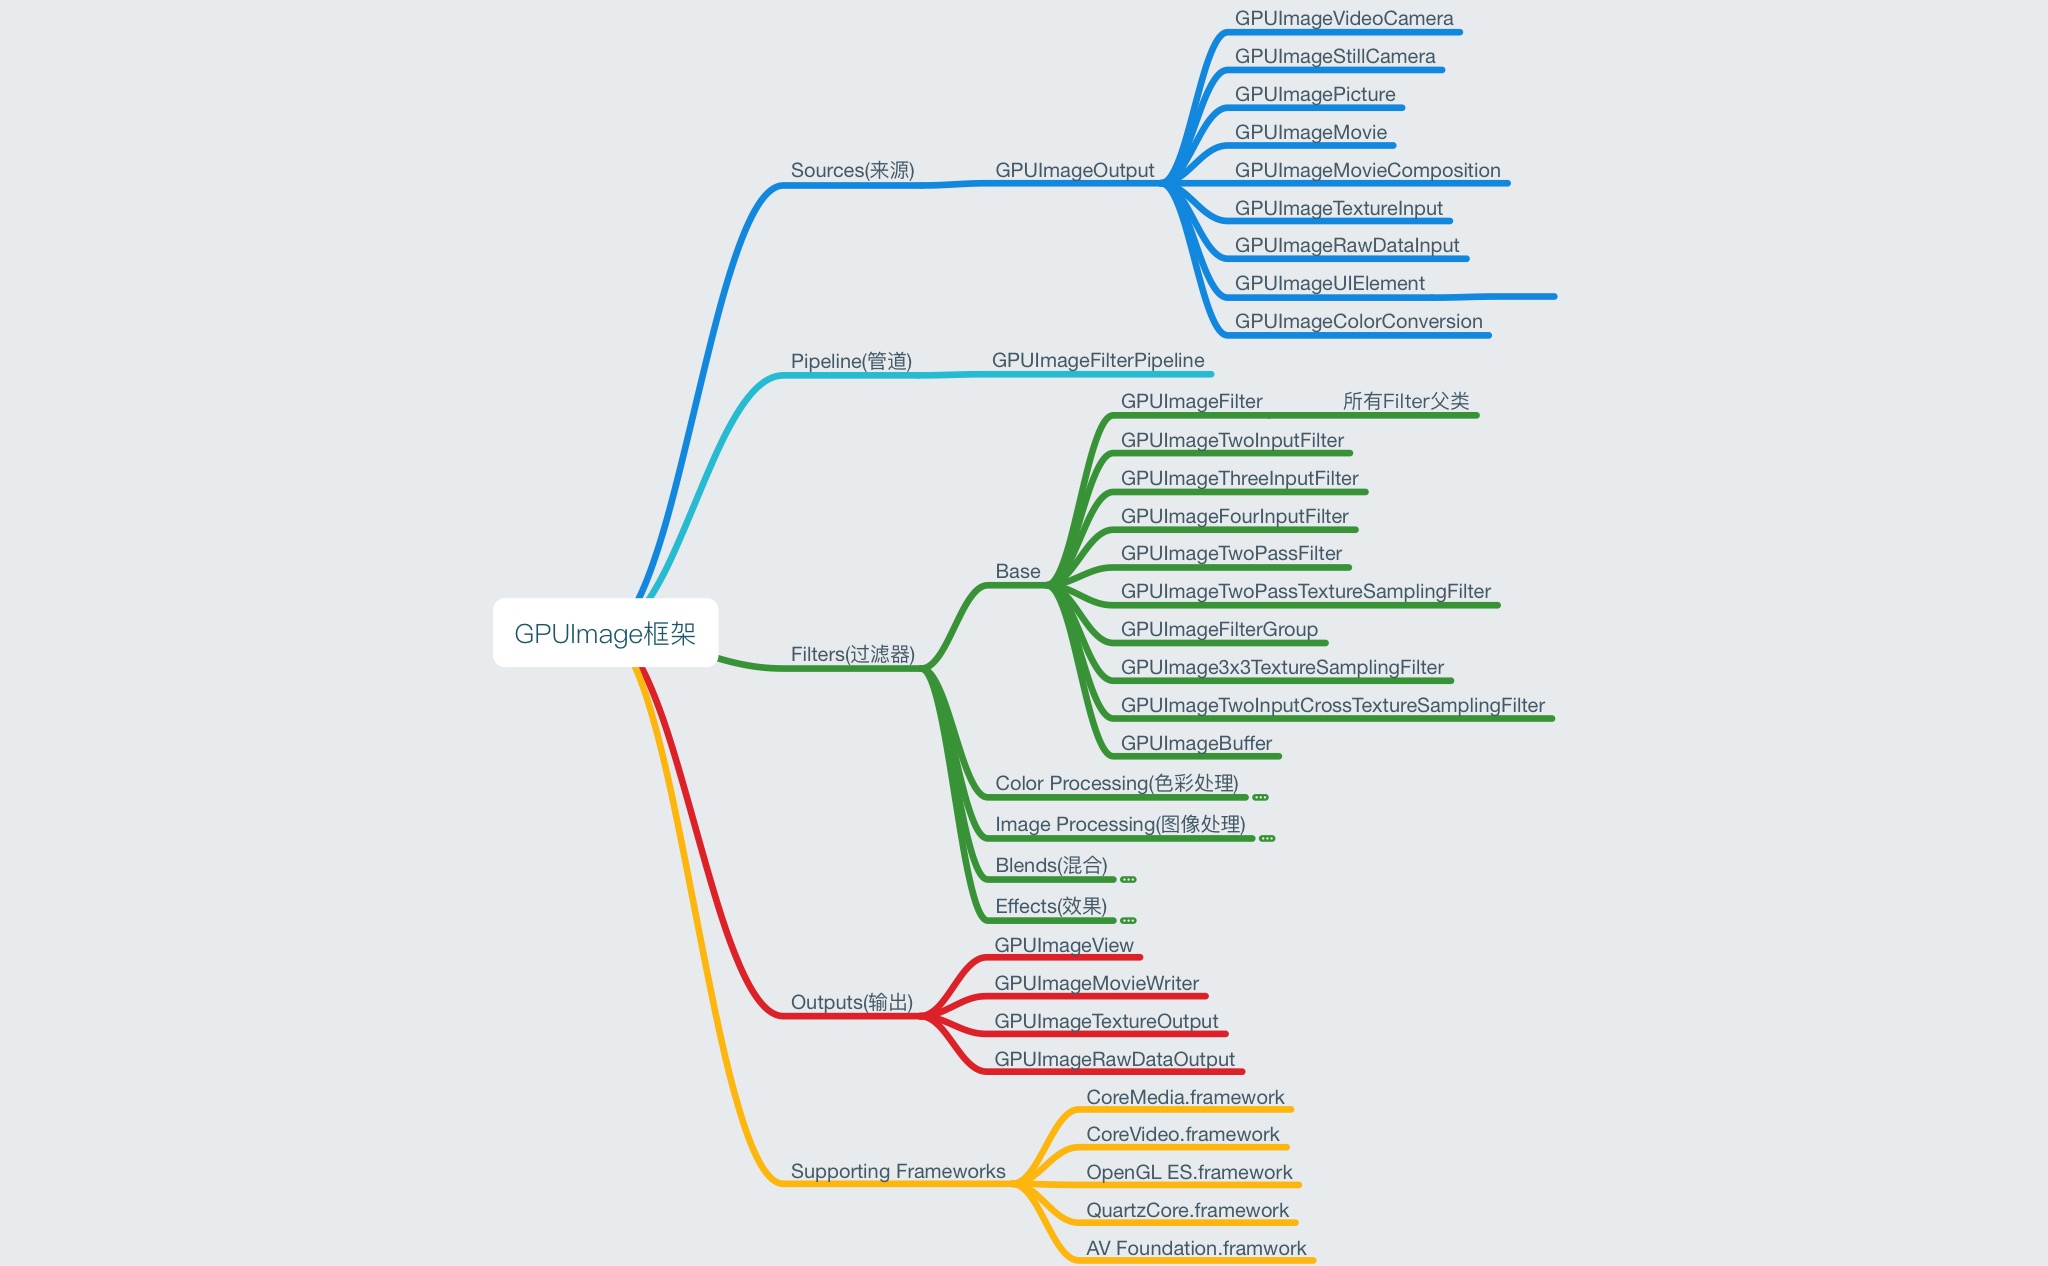 GPUImage框架
Sources(来源)
GPUImageOutput
GPUImageVideoCamera
GPUImageStillCamera
GPUImagePicture
GPUImageMovie
GPUImageMovieComposition
GPUImageTextureInput
GPUImageRawDataInput
GPUImageUIElement
GPUImageColorConversion
Pipeline(管道)
GPUImageFilterPipeline
Filters(过滤器)
Base
GPUImageFilter
所有Filter父类
GPUImageTwoInputFilter
GPUImageThreeInputFilter
GPUImageFourInputFilter
GPUImageTwoPassFilter
GPUImageTwoPassTextureSamplingFilter
GPUImageFilterGroup
GPUImage3x3TextureSamplingFilter
GPUImageTwoInputCrossTextureSamplingFilter
GPUImageBuffer
Color Processing(色彩处理)
Image Processing(图像处理)
Blends(混合)
Effects(效果)
Outputs(输出)
GPUImageView
GPUImageMovieWriter
GPUImageTextureOutput
GPUImageRawDataOutput
Supporting Frameworks
CoreMedia.framework
CoreVideo.framework
OpenGL ES.framework
QuartzCore.framework
AV Foundation.framwork